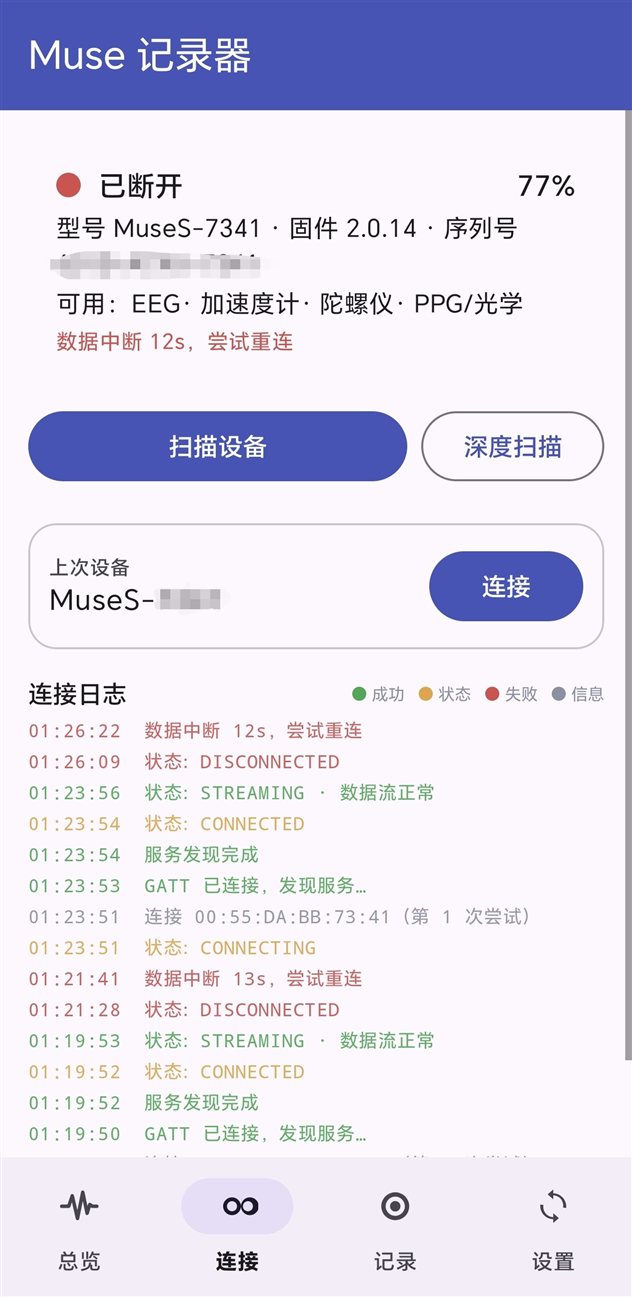 Muse 记录器
已断开 77%
型号 MuseS-7341 · 固件 2.0.14 · 序列号
可用：EEG· 加速度计· 陀螺仪· PPG/光学
数据中断 12s，尝试重连
扫描设备 深度扫描
上次设备
MuseS-
连接
连接日志 成功 状态 失败 信息
01:26:22 数据中断 12s，尝试重连
01:26:09 状态: DISCONNECTED
01:23:56 状态: STREAMING · 数据流正常
01:23:54 状态: CONNECTED
01:23:54 服务发现完成
01:23:53 GATT 已连接，发现服务…
01:23:51 连接 00:55:DA:BB:73:41（第 1 次尝试）
01:23:51 状态: CONNECTING
01:21:41 数据中断 13s，尝试重连
01:21:28 状态: DISCONNECTED
01:19:53 状态: STREAMING · 数据流正常
01:19:52 状态: CONNECTED
01:19:52 服务发现完成
01:19:50 GATT 已连接，发现服务…
总览 连接 记录 设置